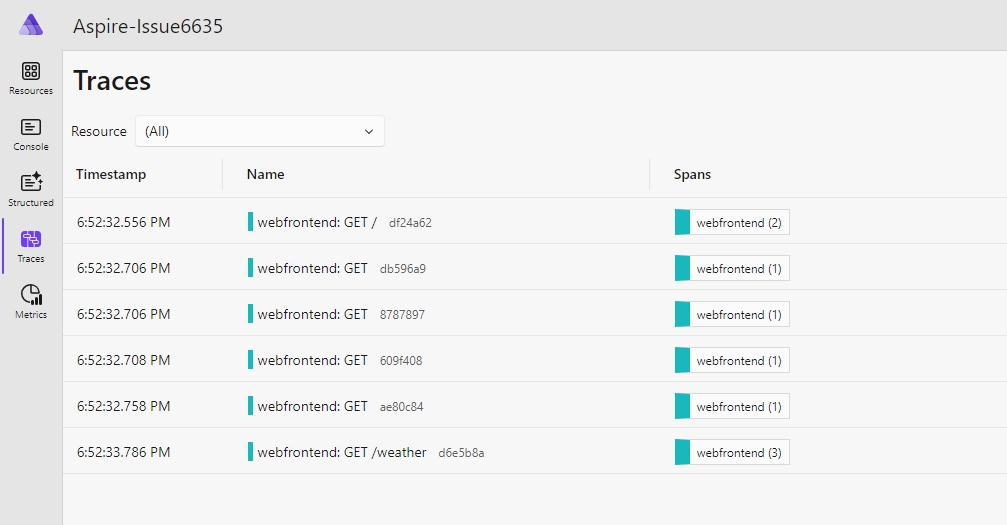 Aspire-Issue6635
Resources
Console
Structured
Traces
Metrics
Traces
Resource (All)
Timestamp Name Spans
6:52:32.556 PM webfrontend: GET / df24a62 webfrontend (2)
6:52:32.706 PM webfrontend: GET db596a9 webfrontend (1)
6:52:32.706 PM webfrontend: GET 8787897 webfrontend (1)
6:52:32.708 PM webfrontend: GET 609f408 webfrontend (1)
6:52:32.758 PM webfrontend: GET ae80c84 webfrontend (1)
6:52:33.786 PM webfrontend: GET /weather d6e5b8a webfrontend (3)